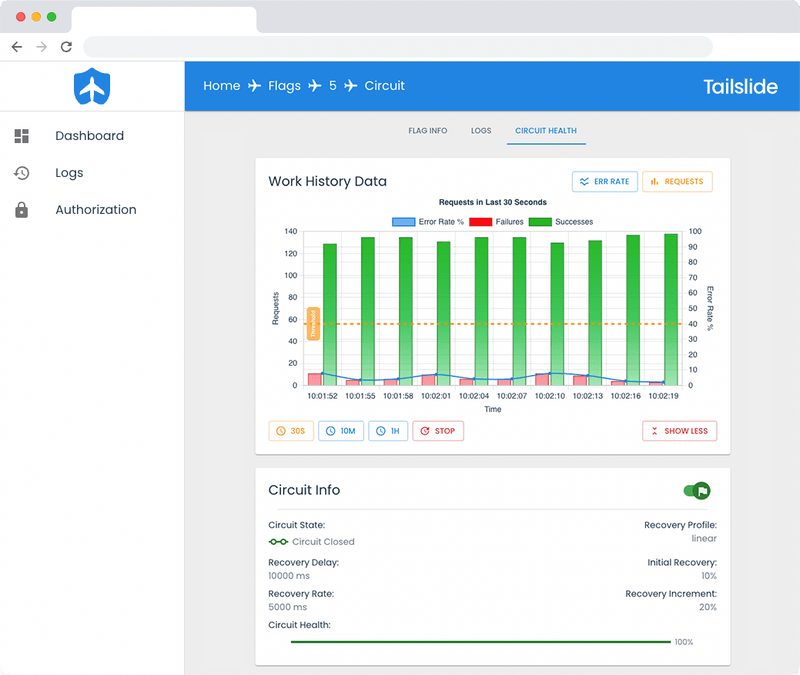 Home Flags 5 Circuit
Tailslide
Dashboard
Logs
Authorization
FLAG INFO LOGS CIRCUIT HEALTH
Work History Data
ERR RATE REQUESTS
Requests in Last 30 Seconds
Error Rate % Failures Successes
140
120
100
80
60
40
20
0
Requests
Threshold
100
90
80
70
60
50
40
30
20
10
0
Error Rate %
10:01:52 10:01:55 10:01:58 10:02:01 10:02:04 10:02:07 10:02:10 10:02:13 10:02:16 10:02:19
Time
30S 10M 1H STOP SHOW LESS
Circuit Info
Circuit State: Recovery Profile:
Circuit Closed linear
Recovery Delay: Initial Recovery:
10000 ms 10%
Recovery Rate: Recovery Increment:
5000 ms 20%
Circuit Health:
100%